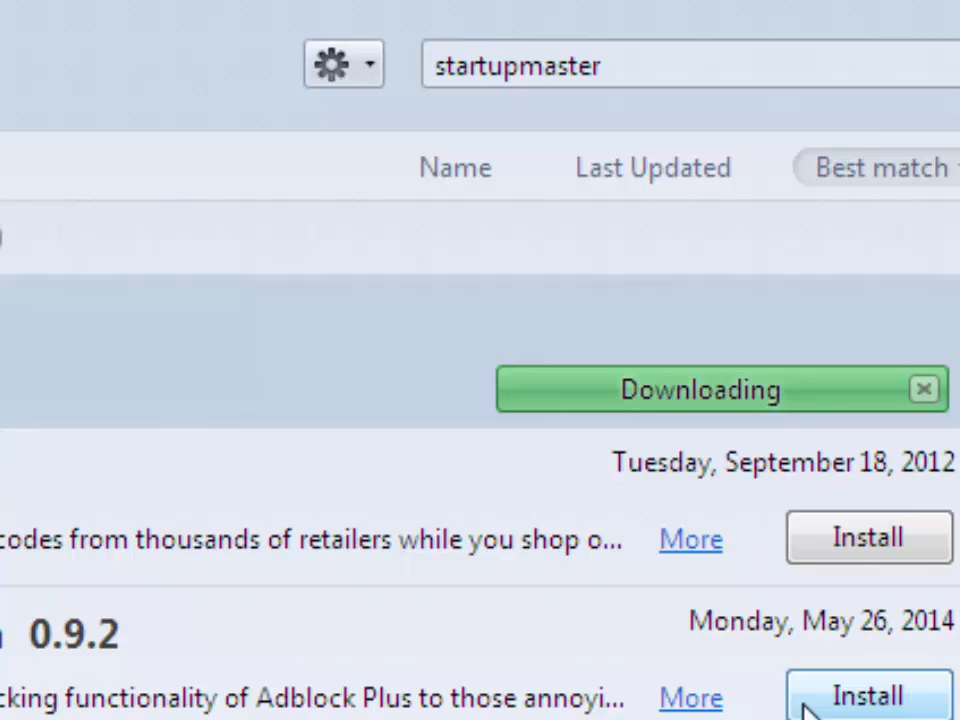 startupmaster
Name Last Updated Best match
Downloading
Tuesday, September 18, 2012
codes from thousands of retailers while you shop o... More Install
0.9.2 Monday, May 26, 2014
cking functionality of Adblock Plus to those annoyi... More Install